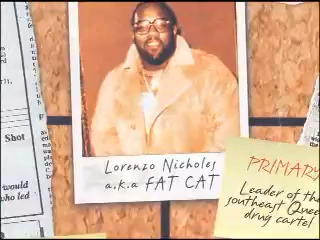 Shot
would
who led
Lorenzo Nicholes
a.k.a FAT CAT
PRIMARY
Leader of the
southeast Quee
drug cartel